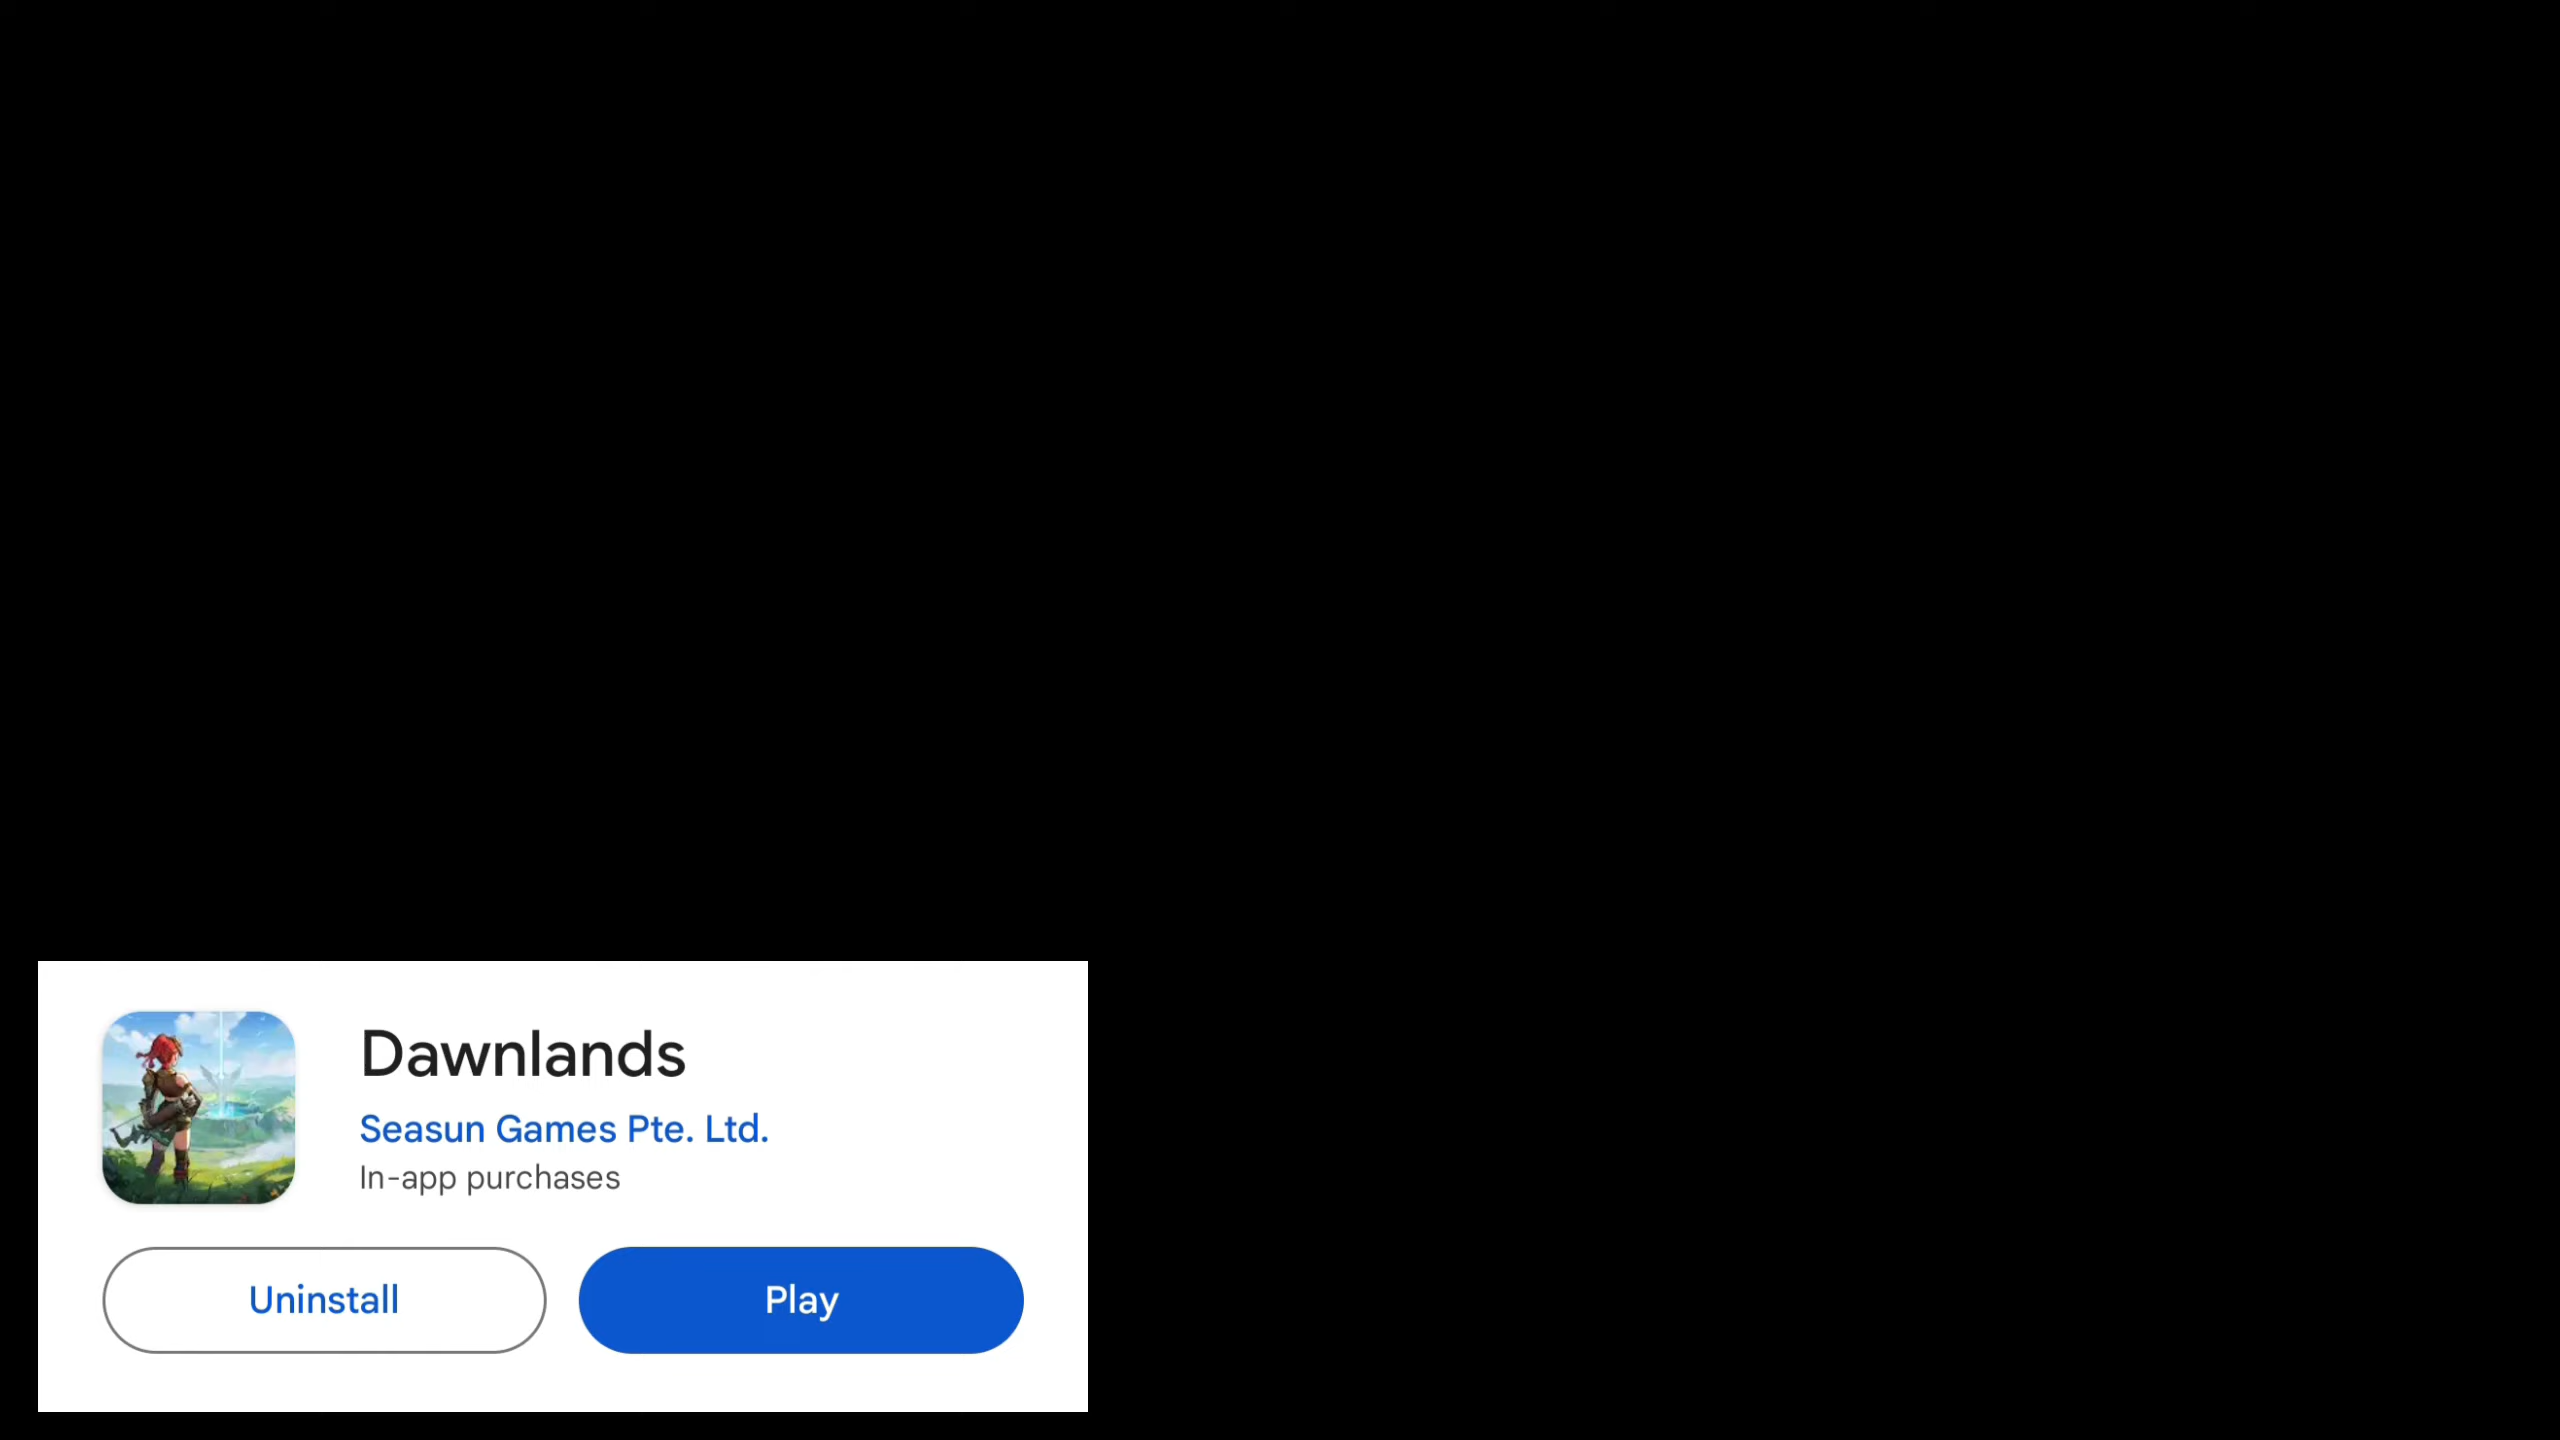 Dawnlands
Seasun Games Pte. Ltd.
In-app purchases
Uninstall
Play